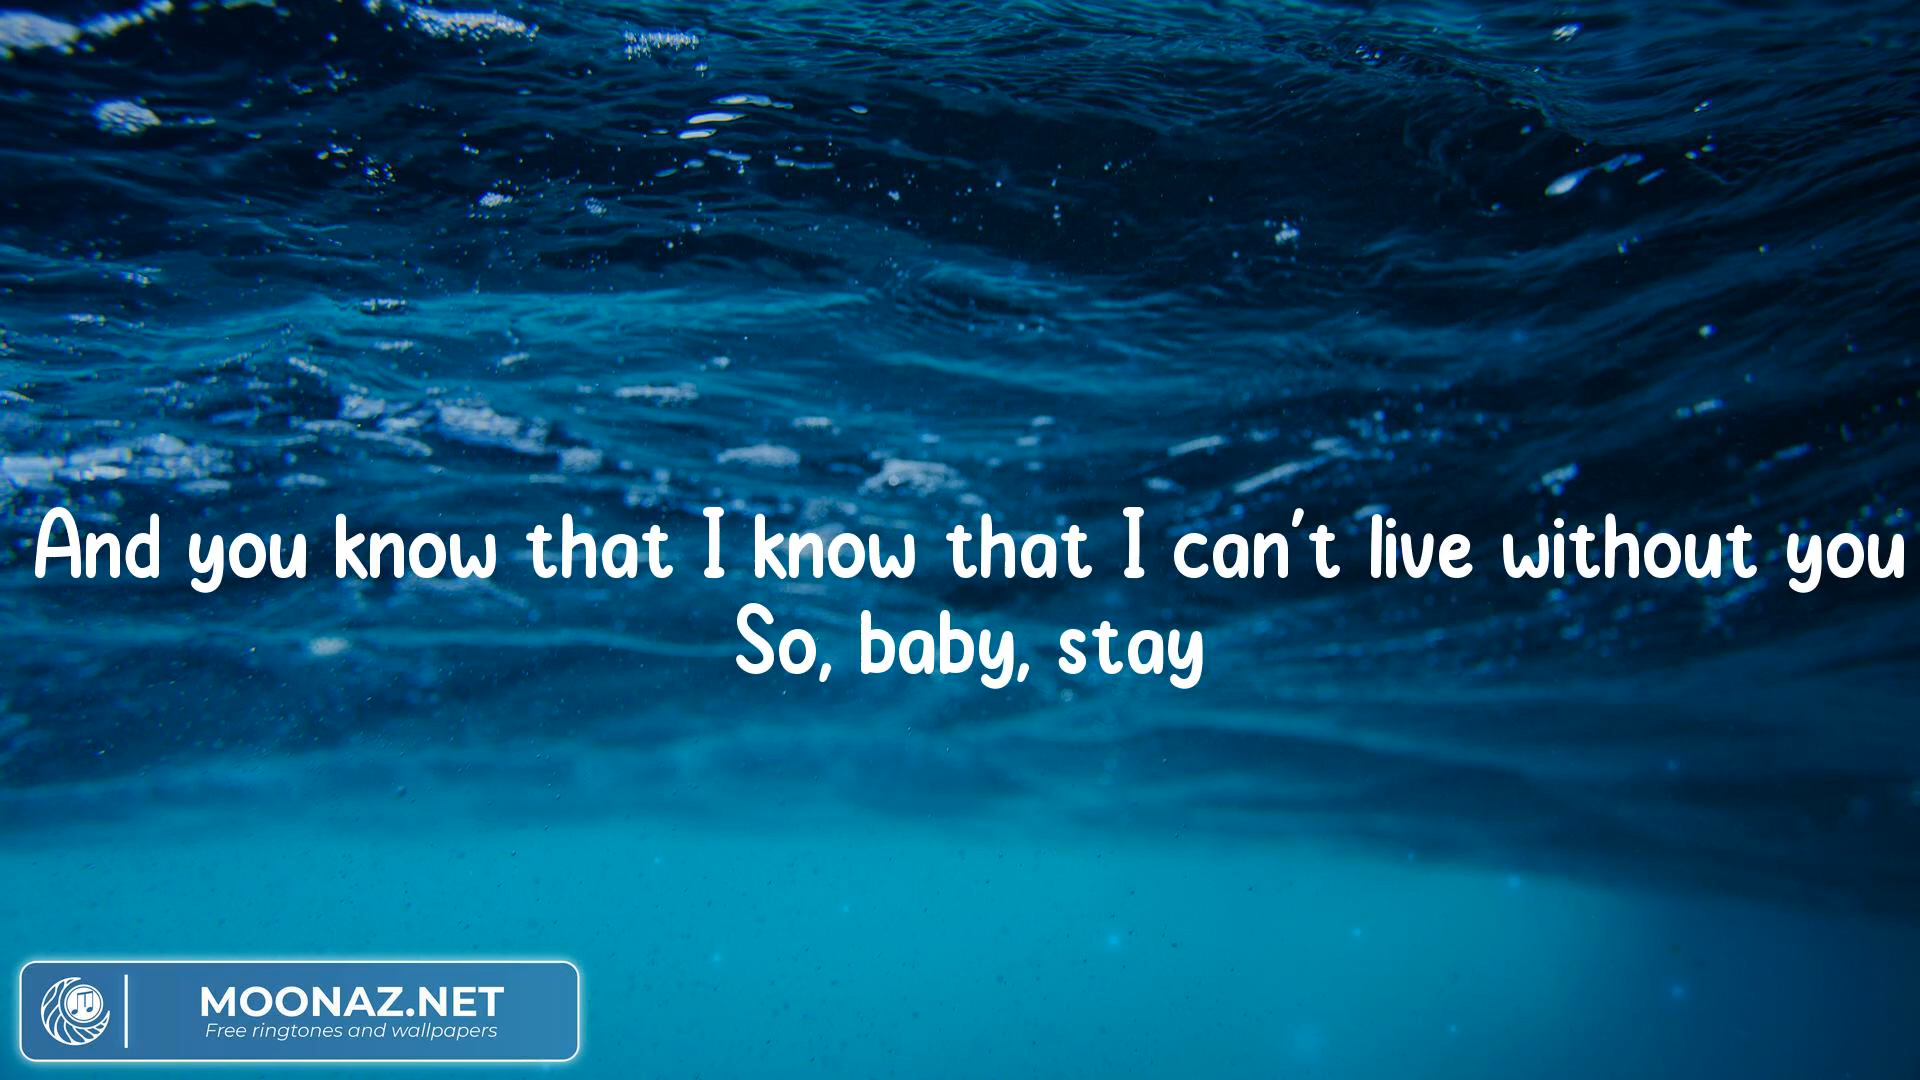 And you know that I know that I can't live without you
So, baby, stay
MOONAZ.NET
Free ringtones and wallpapers